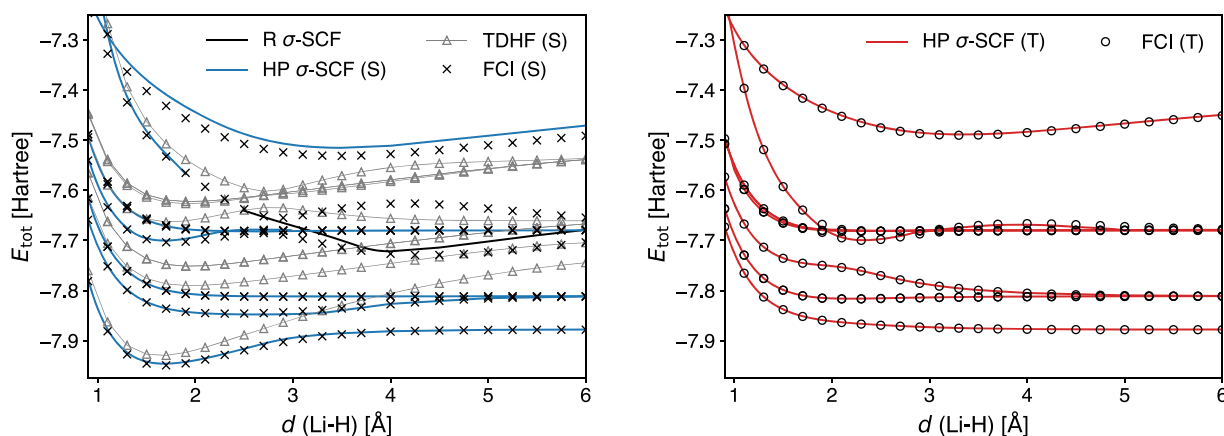 R σ-SCF
HP σ-SCF (S)
TDHF (S)
FCI (S)
−7.3
−7.4
−7.5
−7.6
−7.7
−7.8
−7.9
E_tot [Hartree]
1 2 3 4 5 6
d (Li-H) [Å]
HP σ-SCF (T)
FCI (T)
−7.3
−7.4
−7.5
−7.6
−7.7
−7.8
−7.9
E_tot [Hartree]
1 2 3 4 5 6
d (Li-H) [Å]